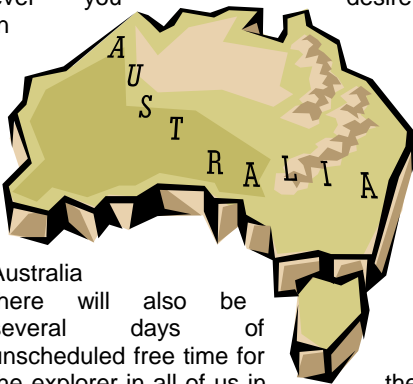 ever you desire
AUSTRALIA
Australia
here will also be
several days of
unscheduled free time for
he explorer in all of us in the